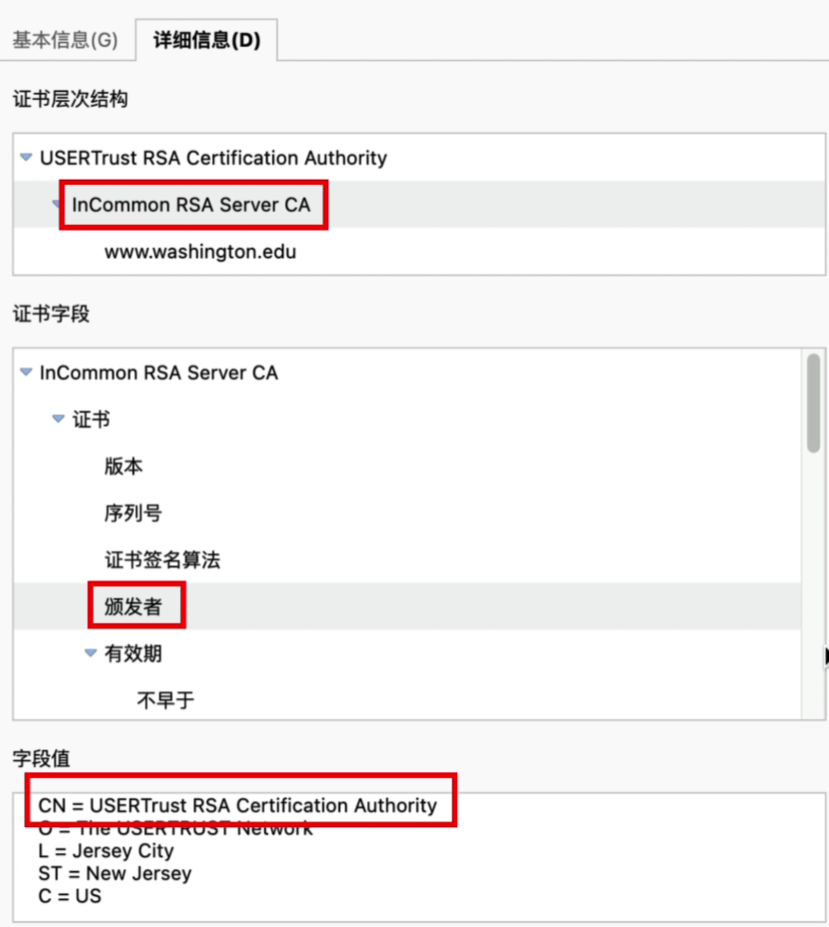 基本信息(G)
详细信息(D)
证书层次结构
USERTrust RSA Certification Authority
InCommon RSA Server CA
www.washington.edu
证书字段
InCommon RSA Server CA
证书
版本
序列号
证书签名算法
颁发者
有效期
不早于
字段值
CN = USERTrust RSA Certification Authority
O = The USERTRUST Network
L = Jersey City
ST = New Jersey
C = US